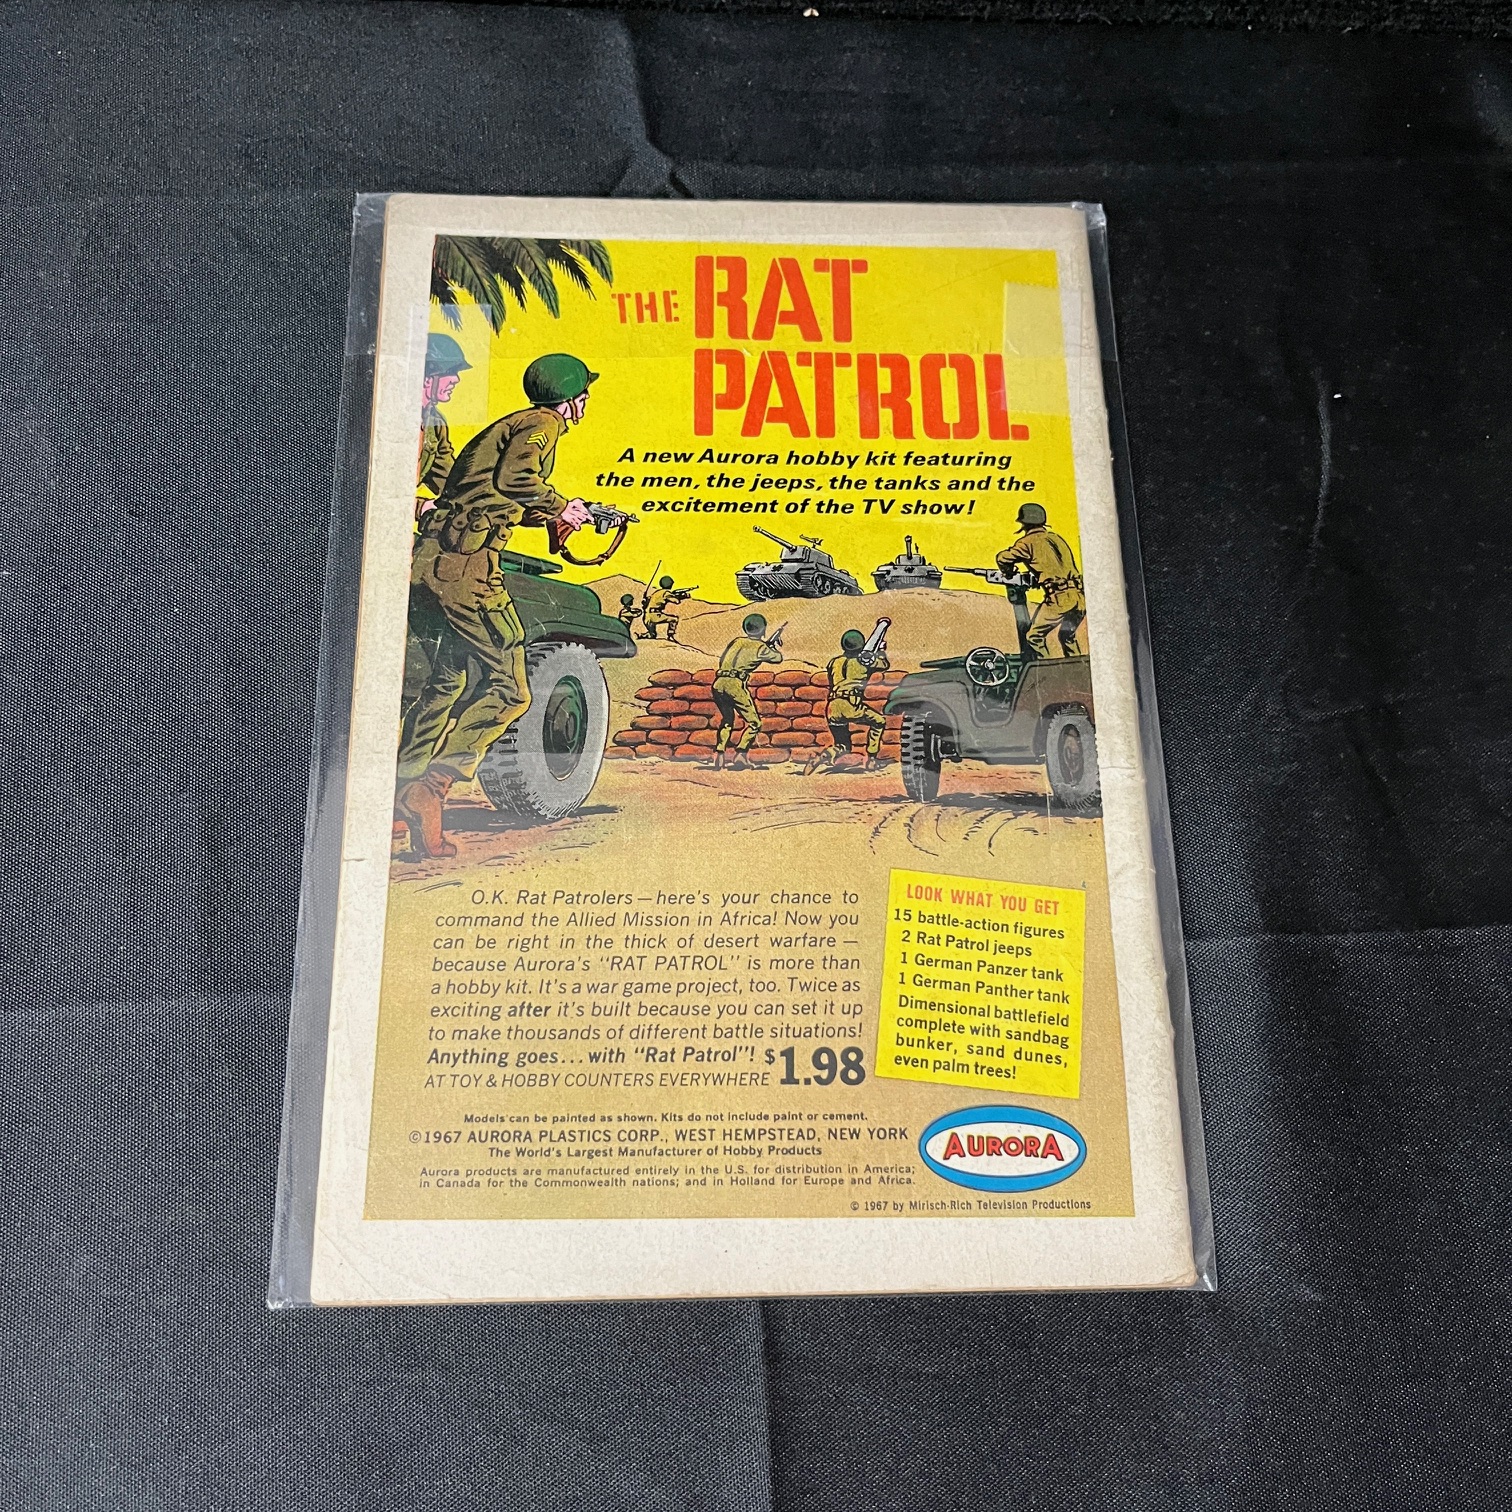 THE RAT
PATROL
A new Aurora hobby kit featuring
the men, the jeeps, the tanks and the
excitement of the TV show!
O.K. Rat Patrolers — here's your chance to
command the Allied Mission in Africa! Now you
can be right in the thick of desert warfare —
because Aurora's "RAT PATROL" is more than
a hobby kit. It's a war game project, too. Twice as
exciting after it's built because you can set it up
to make thousands of different battle situations!
Anything goes... with "Rat Patrol"! $1.98
AT TOY & HOBBY COUNTERS EVERYWHERE
LOOK WHAT YOU GET
15 battle-action figures
2 Rat Patrol jeeps
1 German Panzer tank
1 German Panther tank
Dimensional battlefield
complete with sandbag
bunker, sand dunes,
even palm trees!
Models can be painted as shown. Kits do not include paint or cement.
©1967 AURORA PLASTICS CORP., WEST HEMPSTEAD, NEW YORK
The World's Largest Manufacturer of Hobby Products
Aurora products are manufactured entirely in the U.S. for distribution in America;
in Canada for the Commonwealth nations; and in Holland for Europe and Africa.
AURORA
© 1967 by Mirisch-Rich Television Productions